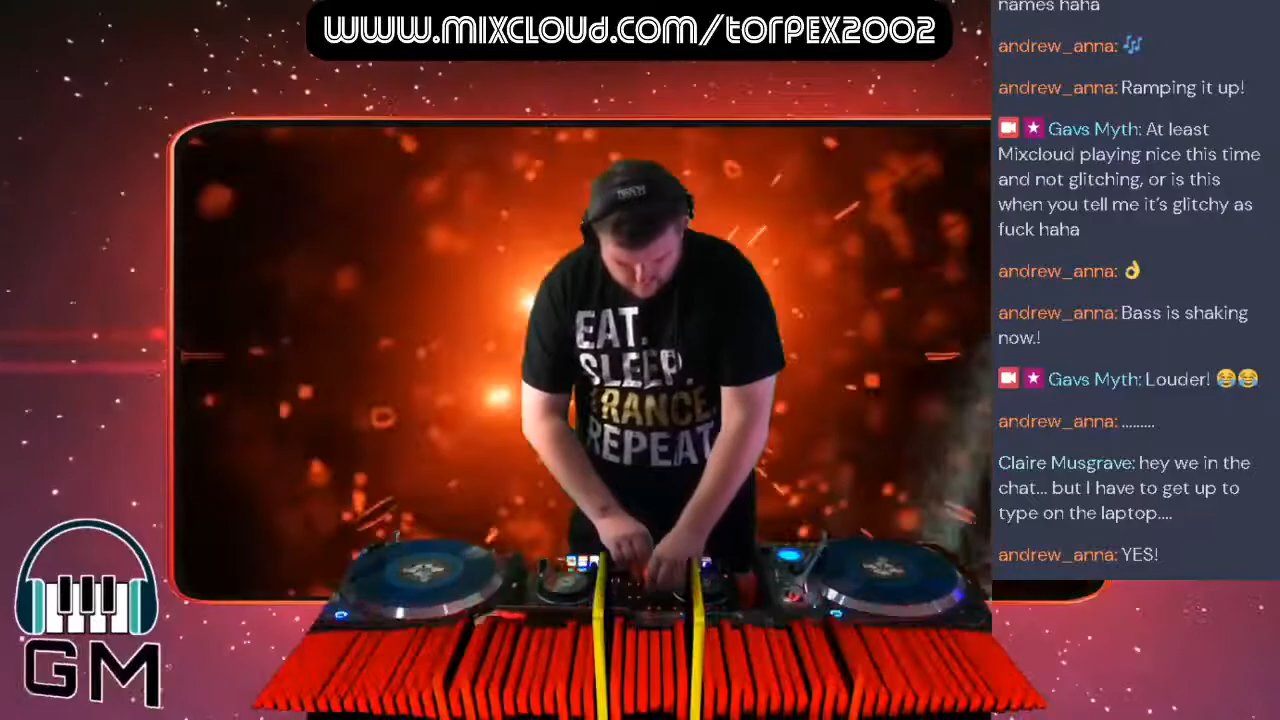 www.mixcloud.com/torpex2002
names haha
andrew_anna: 🎶
andrew_anna: Ramping it up!
Gavs Myth: At least
Mixcloud playing nice this time
and not glitching, or is this
when you tell me it's glitchy as
fuck haha
andrew_anna: 👌
andrew_anna: Bass is shaking
now.!
Gavs Myth: Louder! 😂😂
andrew_anna: .........
Claire Musgrave: hey we in the
chat... but I have to get up to
type on the laptop....
andrew_anna: YES!
EAT.
SLEEP.
TRANCE.
REPEAT
GM